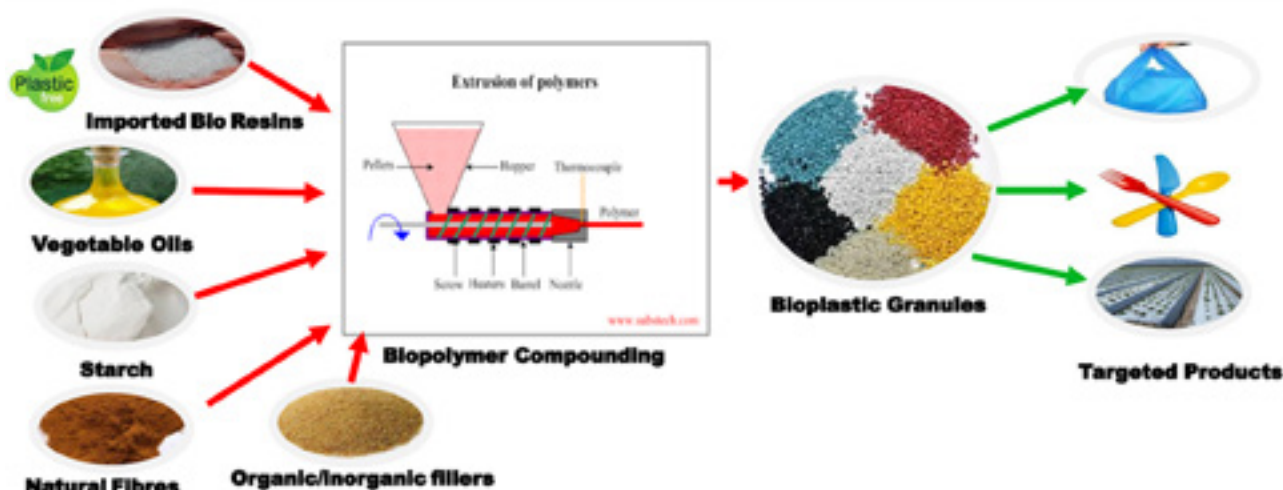 Plastic
free
Imported Bio Resins
Vegetable Oils
Starch
Natural Fibres
Organic/Inorganic fillers
Extrusion of polymers
Pellets
Hopper
Thermocouple
Polymer
Screw Heaters Barrel Nozzle
www.substech.com
Biopolymer Compounding
Bioplastic Granules
Targeted Products